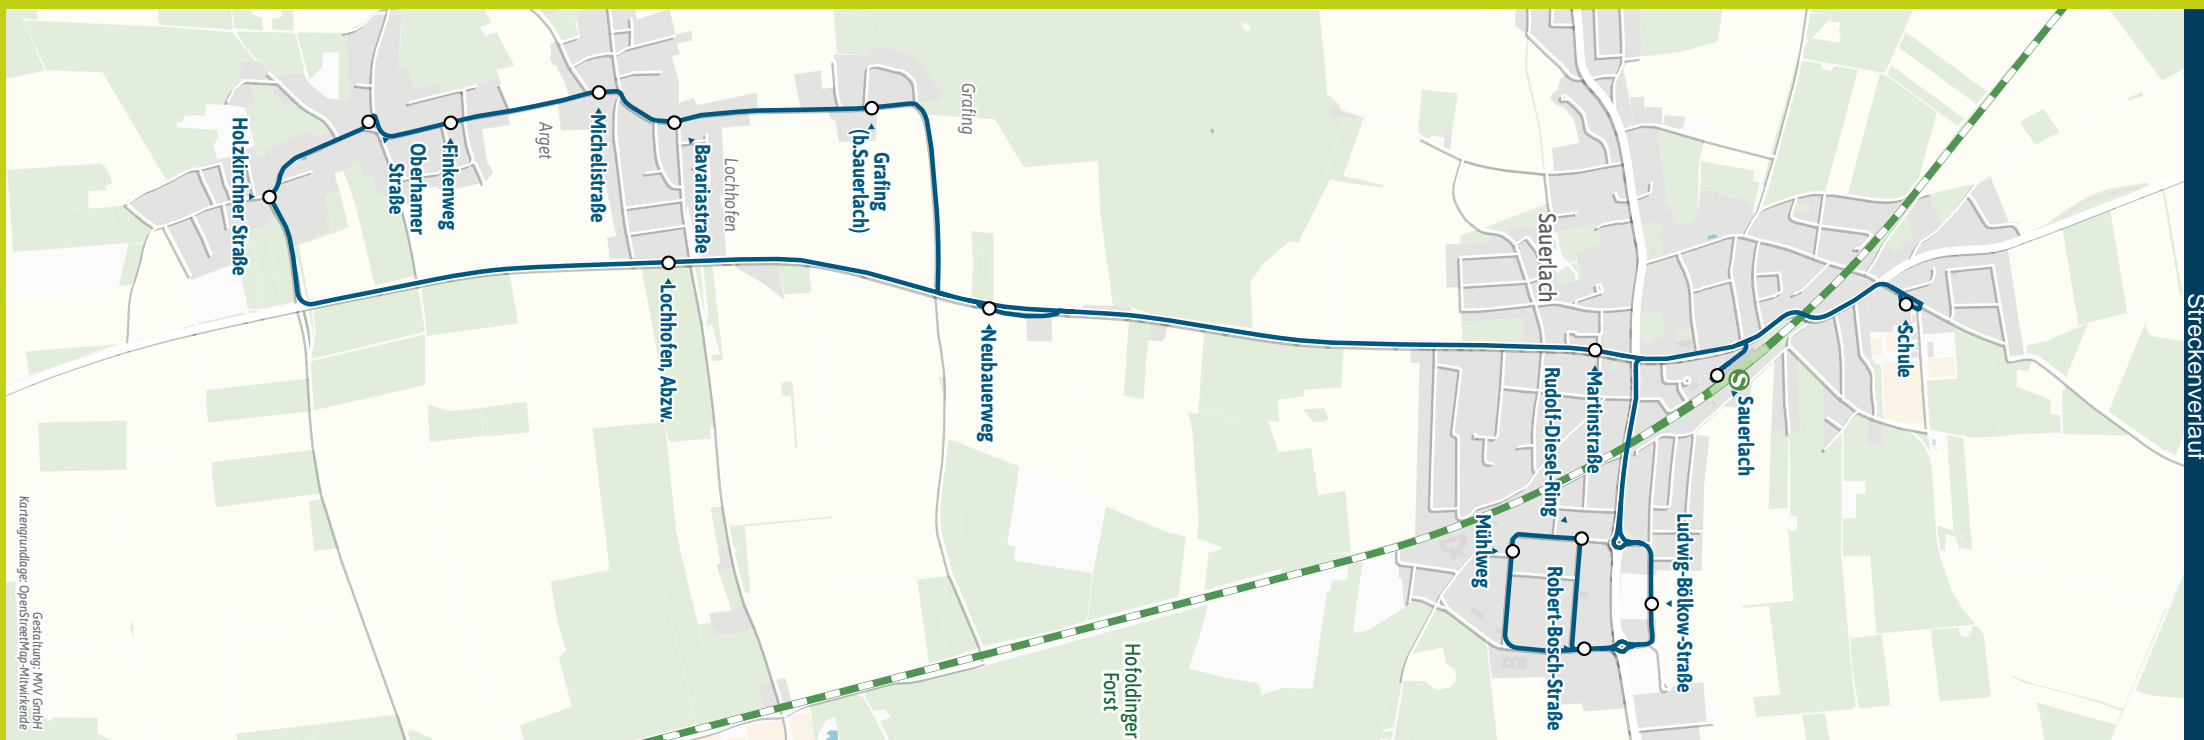 Streckenverlauf
Schule
Sauerlach
Ludwig-Bölkow-Straße
Martinstraße
Rudolf-Diesel-Ring
Robert-Bosch-Straße
Sauerlach
Mühlweg
S
Hofoldinger
Forst
Neubauerweg
Grafing
Grafing
(b.Sauerlach)
Lochhofen
Bavariastraße
Lochhofen, Abzw.
Michelistraße
Arget
Finkenweg
Oberhamer
Straße
Holzkirchner Straße
Gestaltung: MVV GmbH
Kartengrundlage: OpenStreetMap-Mitwirkende